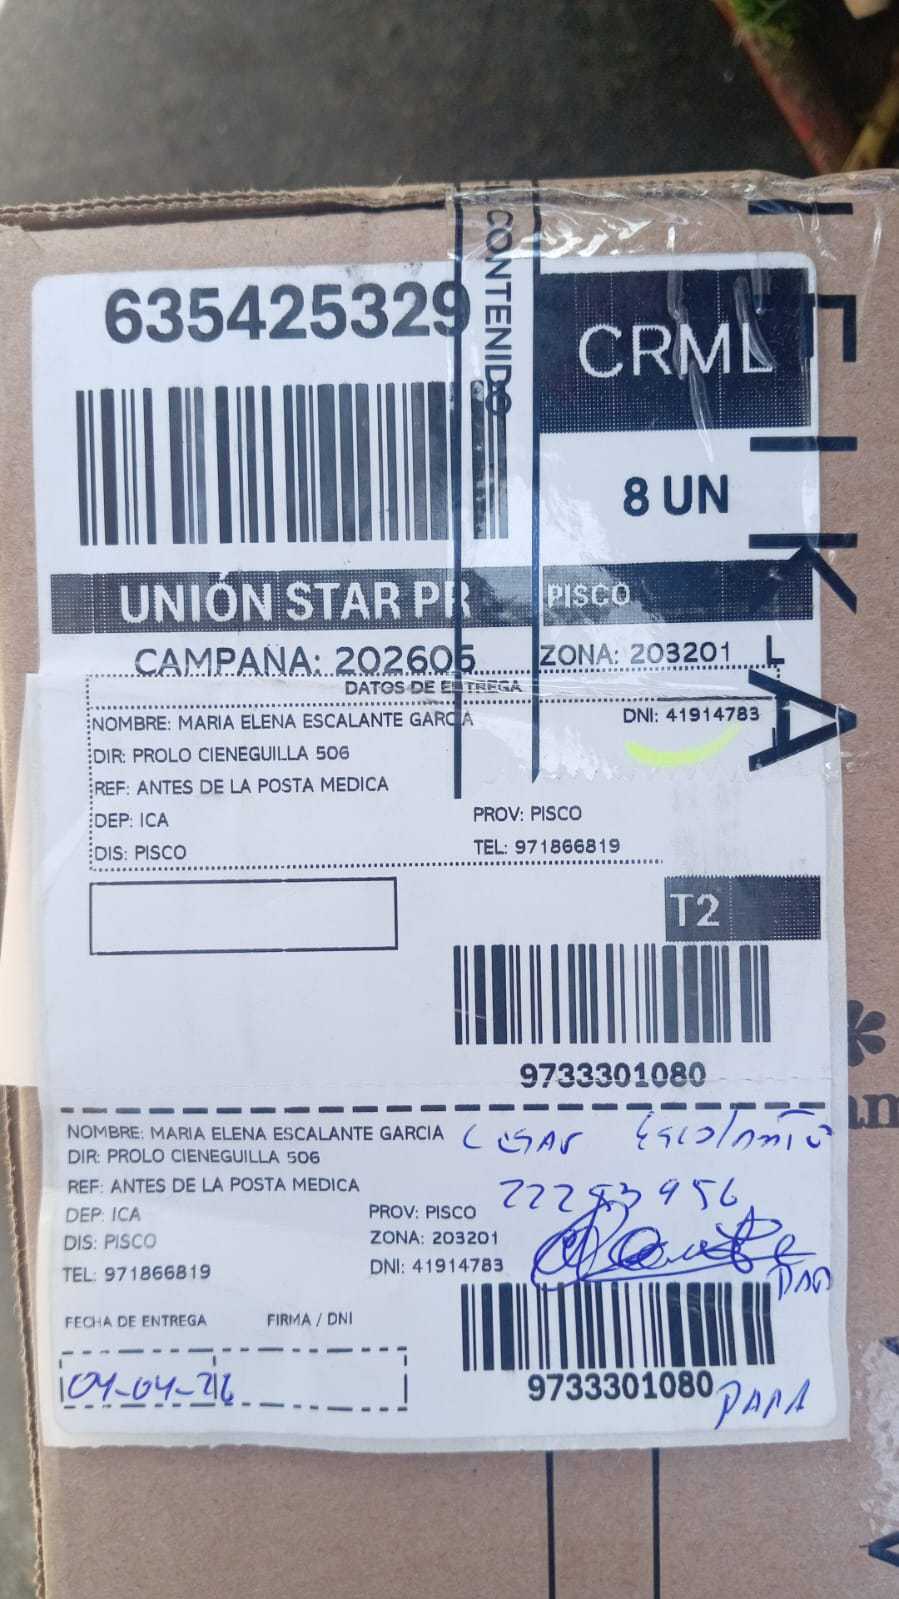 EL CONTENIDO
635425329
CRML
8 UN
UNIÓN STAR PR
PISCO
CAMPAÑA: 202605
ZONA: 203201
L
DATOS DE ENTREGA
NOMBRE: MARIA ELENA ESCALANTE GARCIA DNI: 41914783
DIR: PROLO CIENEGUILLA 506
REF: ANTES DE LA POSTA MEDICA
DEP: ICA PROV: PISCO
DIS: PISCO TEL: 971866819
T2
9733301080
NOMBRE: MARIA ELENA ESCALANTE GARCIA
DIR: PROLO CIENEGUILLA 506
REF: ANTES DE LA POSTA MEDICA
DEP: ICA PROV: PISCO
DIS: PISCO ZONA: 203201
TEL: 971866819 DNI: 41914783
FECHA DE ENTREGA FIRMA / DNI
04-04-26
9733301080
PAPA